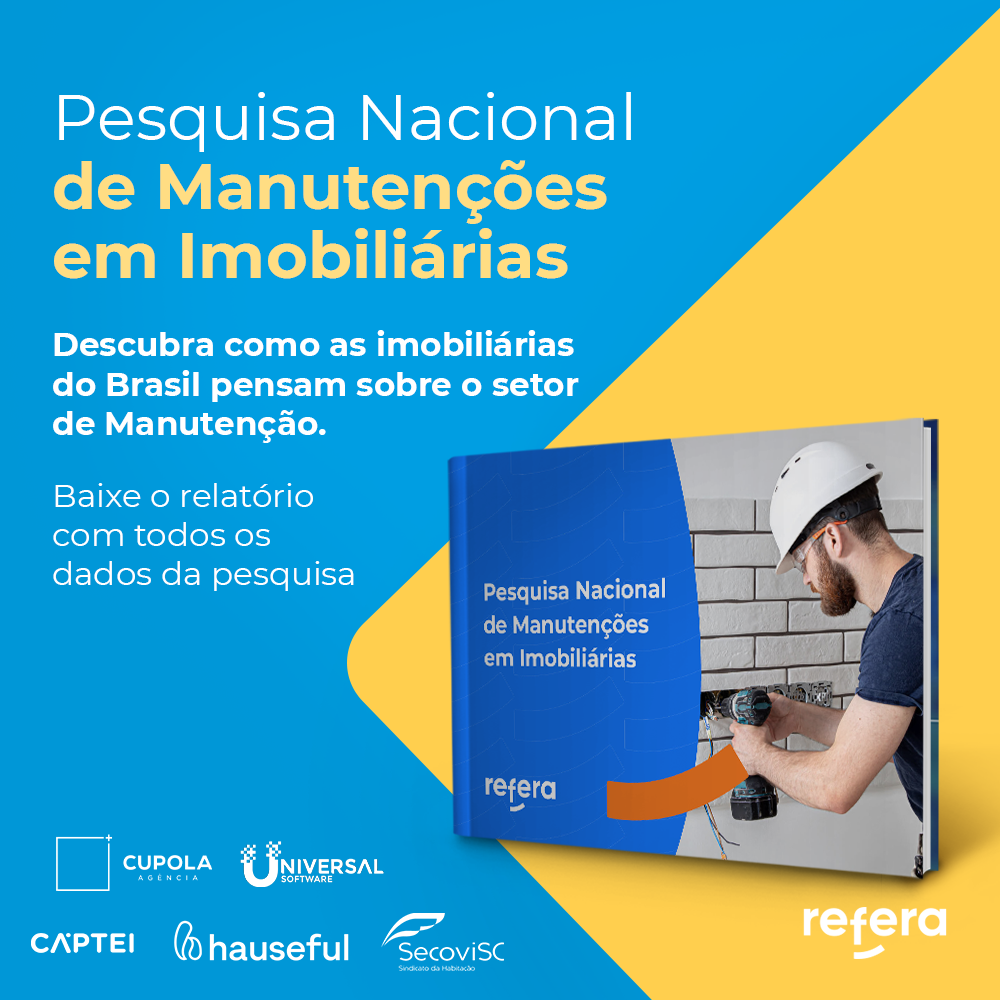 Pesquisa Nacional
de Manutenções
em Imobiliárias
Descubra como as imobiliárias
do Brasil pensam sobre o setor
de Manutenção.
Baixe o relatório
com todos os
dados da pesquisa
Pesquisa Nacional
de Manutenções
em Imobiliárias
refera
CUPOLA
AGÊNCIA
UNIVERSAL
SOFTWARE
CAPTEI
hauseful
SecoviSC
Sindicato da Habitação
refera